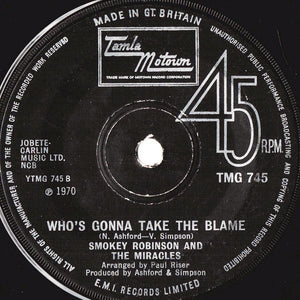 MADE IN GT. BRITAIN
Tamla
Motown
TRADE MARK OF MOTOWN RECORD CORPORATION
UNAUTHORISED PUBLIC PERFORMANCE BROADCASTING AND COPYING OF THIS RECORD PROHIBITED
45
R.P.M.
TMG 745
JOBETE-
CARLIN
MUSIC LTD.
NCB
YTMG 745 B
Ⓟ 1970
WHO'S GONNA TAKE THE BLAME
(N. Ashford—V. Simpson)
SMOKEY ROBINSON AND
THE MIRACLES
Arranged by Paul Riser
Produced by Ashford & Simpson
E.M.I. RECORDS LIMITED
ALL RIGHTS OF THE MANUFACTURER AND OF THE OWNER OF THE RECORDED WORK RESERVED